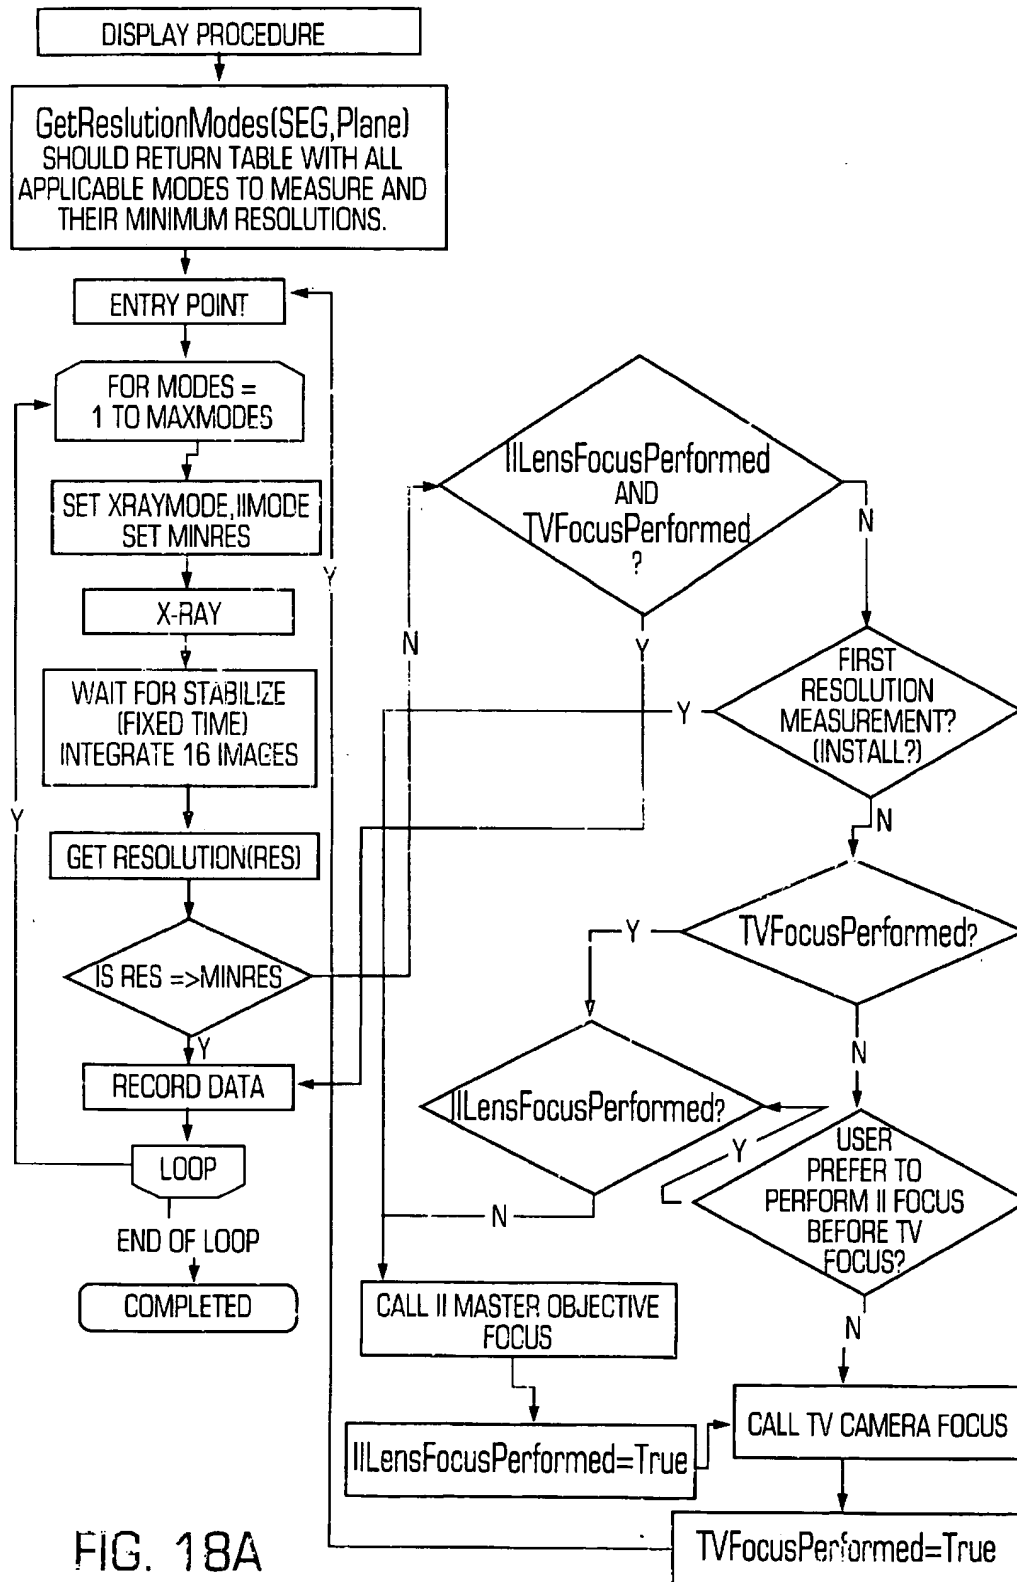 DISPLAY PROCEDURE
GetReslutionModes(SEG,Plane)
SHOULD RETURN TABLE WITH ALL
APPLICABLE MODES TO MEASURE AND
THEIR MINIMUM RESOLUTIONS.
ENTRY POINT
FOR MODES =
1 TO MAXMODES
SET XRAYMODE,IIMODE
SET MINRES
X-RAY
WAIT FOR STABILIZE
(FIXED TIME)
INTEGRATE 16 IMAGES
GET RESOLUTION(RES)
IS RES =>MINRES
Y
RECORD DATA
LOOP
END OF LOOP
COMPLETED
Y
Y
N
IILensFocusPerformed
AND
TVFocusPerformed
?
N
Y
FIRST
RESOLUTION
MEASUREMENT?
(INSTALL?)
Y
N
TVFocusPerformed?
Y
N
IILensFocusPerformed?
N
Y
USER
PREFER TO
PERFORM II FOCUS
BEFORE TV
FOCUS?
N
CALL II MASTER OBJECTIVE
FOCUS
IILensFocusPerformed=True
CALL TV CAMERA FOCUS
TVFocusPerformed=True
FIG. 18A